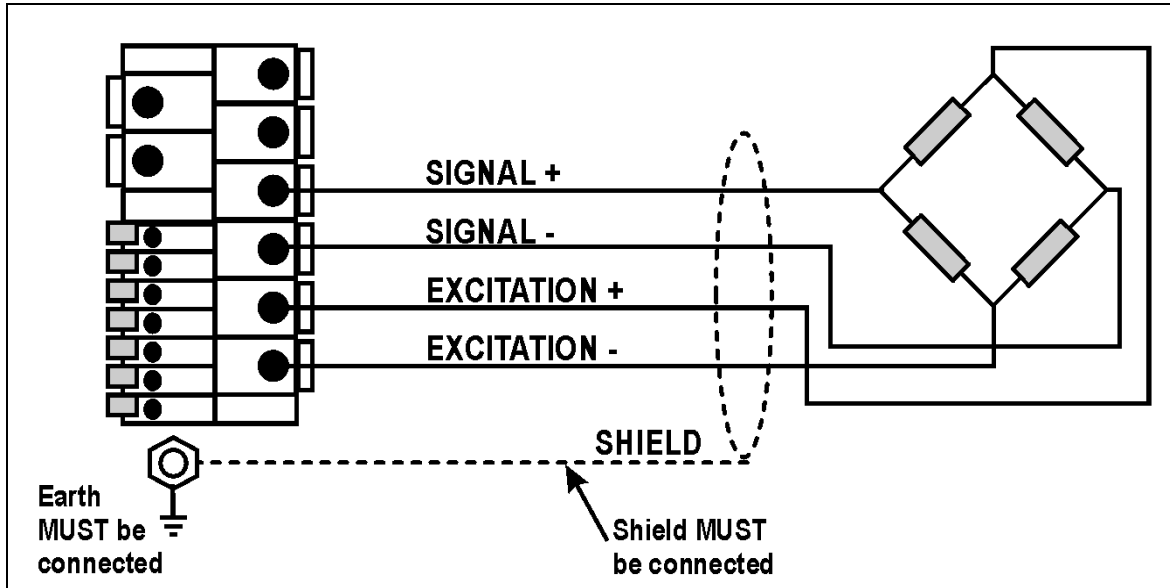 SIGNAL +
SIGNAL -
EXCITATION +
EXCITATION -
SHIELD
Earth
MUST be
connected
Shield MUST
be connected